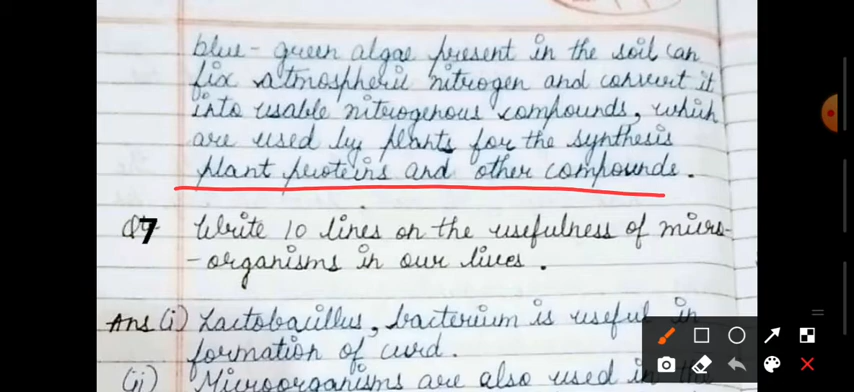 blue-green algae present in the soil can
fix atmospheric nitrogen and convert it
into usable nitrogenous compounds, which
are used by plants for the synthesis
plant proteins and other compounds.
Q7 Write 10 lines on the usefulness of micro-
-organisms in our lives.
Ans (i) Lactobacillus, bacterium is useful in
formation of curd.
(ii) Microorganisms are also used in the